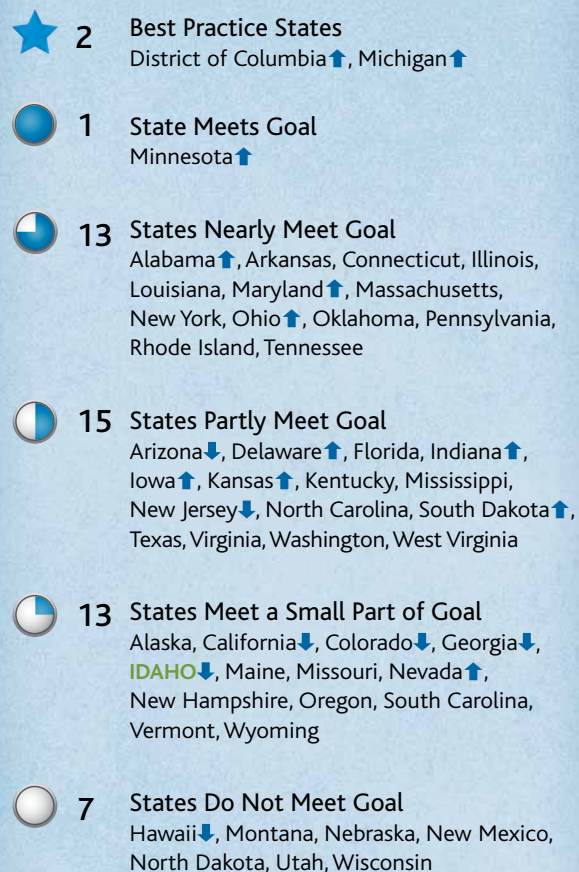 2 Best Practice States
District of Columbia⬆, Michigan⬆
1 State Meets Goal
Minnesota⬆
13 States Nearly Meet Goal
Alabama⬆, Arkansas, Connecticut, Illinois,
Louisiana, Maryland⬆, Massachusetts,
New York, Ohio⬆, Oklahoma, Pennsylvania,
Rhode Island, Tennessee
15 States Partly Meet Goal
Arizona⬇, Delaware⬆, Florida, Indiana⬆,
Iowa⬆, Kansas⬆, Kentucky, Mississippi,
New Jersey⬇, North Carolina, South Dakota⬆,
Texas, Virginia, Washington, West Virginia
13 States Meet a Small Part of Goal
Alaska, California⬇, Colorado⬇, Georgia⬇,
IDAHO⬇, Maine, Missouri, Nevada⬆,
New Hampshire, Oregon, South Carolina,
Vermont, Wyoming
7 States Do Not Meet Goal
Hawaii⬇, Montana, Nebraska, New Mexico,
North Dakota, Utah, Wisconsin